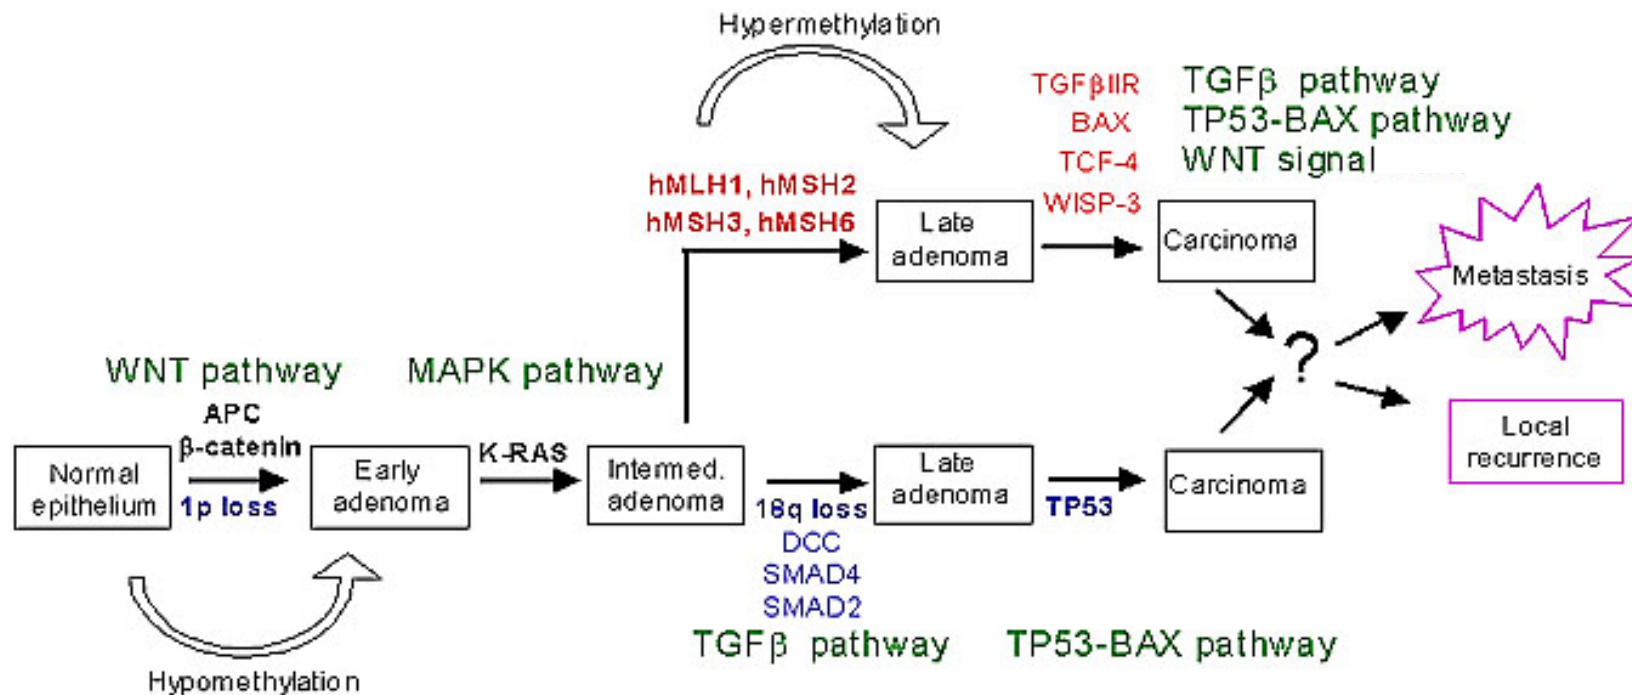 Hypermethylation
TGFβIIR
BAX
TCF-4
WISP-3
TGFβ pathway
TP53-BAX pathway
WNT signal
hMLH1, hMSH2
hMSH3, hMSH6
Late
adenoma
Carcinoma
Metastasis
?
WNT pathway
MAPK pathway
APC
β-catenin
1p loss
K-RAS
Normal
epithelium
Early
adenoma
Intermed.
adenoma
18q loss
DCC
SMAD4
SMAD2
Late
adenoma
TP53
Carcinoma
Local
recurrence
TGFβ pathway
TP53-BAX pathway
Hypomethylation